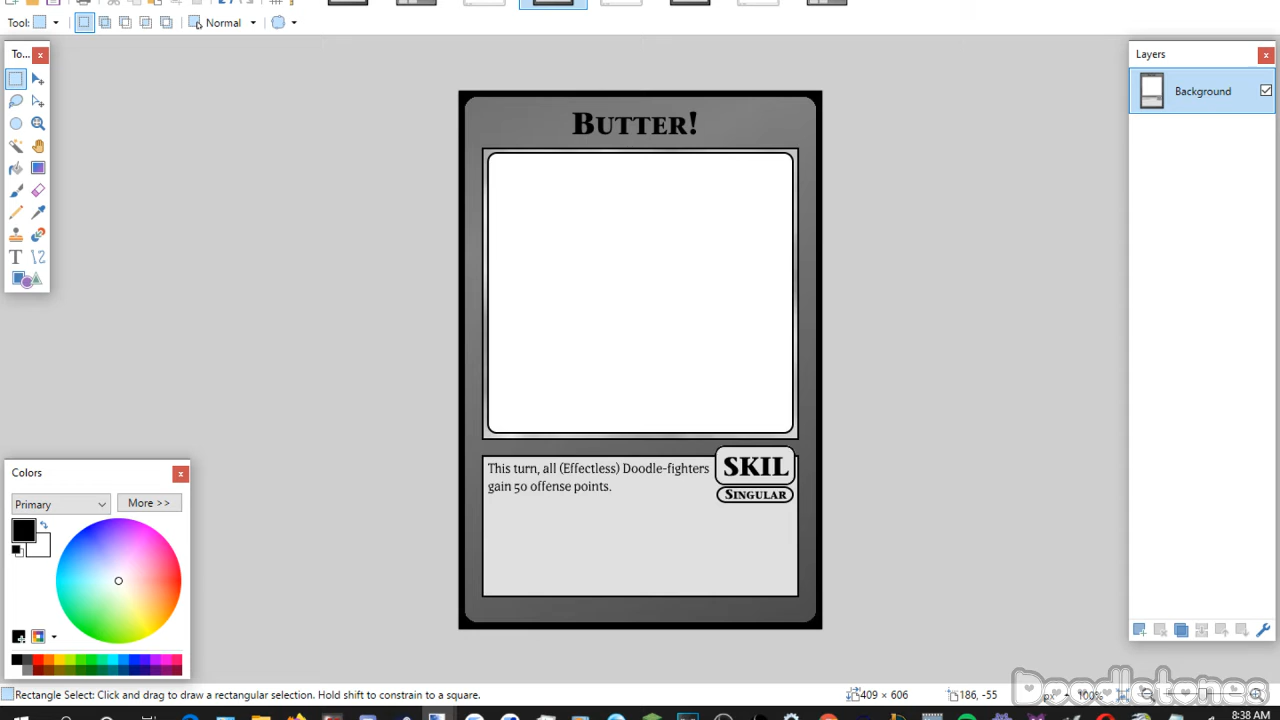 Tool:
Normal
To...
Layers
Background
BUTTER!
This turn, all (Effectless) Doodle-fighters
gain 50 offense points.
SKIL
SINGULAR
Colors
Primary
More >>
Rectangle Select: Click and drag to draw a rectangular selection. Hold shift to constrain to a square.
409 × 606
186, -55
px
100%
Doodletones
8:38 AM